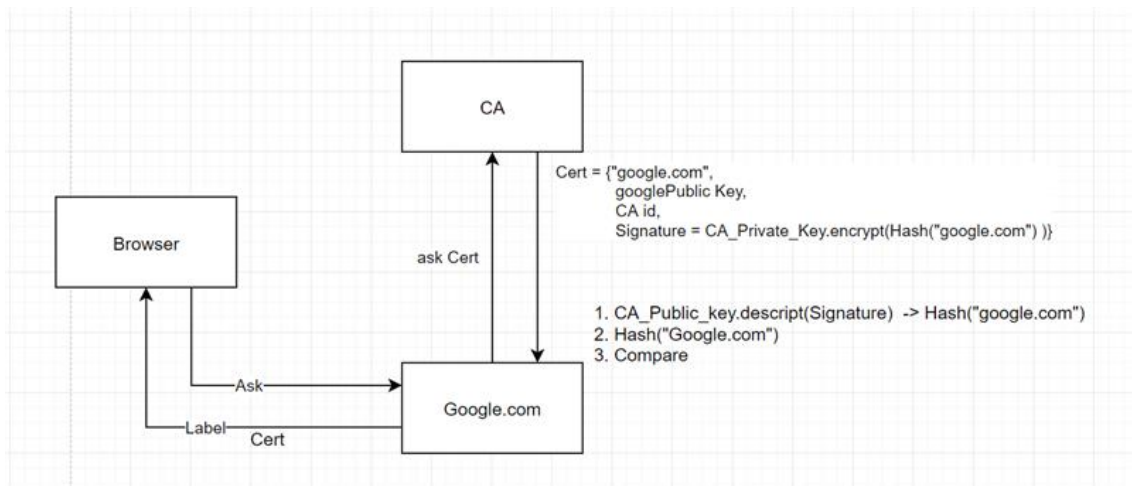 CA
Cert = {"google.com",
googlePublic Key,
CA id,
Signature = CA_Private_Key.encrypt(Hash("google.com") )}
Browser
ask Cert
1. CA_Public_key.descript(Signature) -> Hash("google.com")
2. Hash("Google.com")
3. Compare
Ask
Google.com
Label
Cert